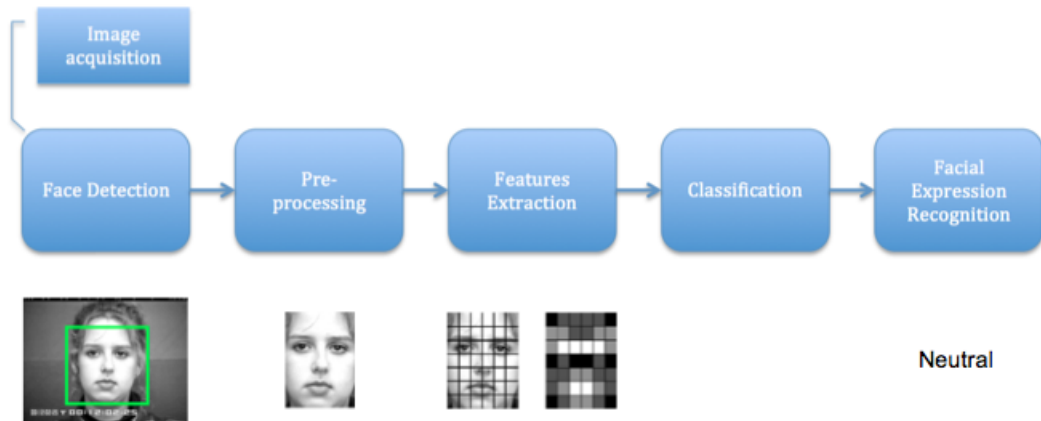 Image
acquisition
Face Detection
Pre-
processing
Features
Extraction
Classification
Facial
Expression
Recognition
Neutral